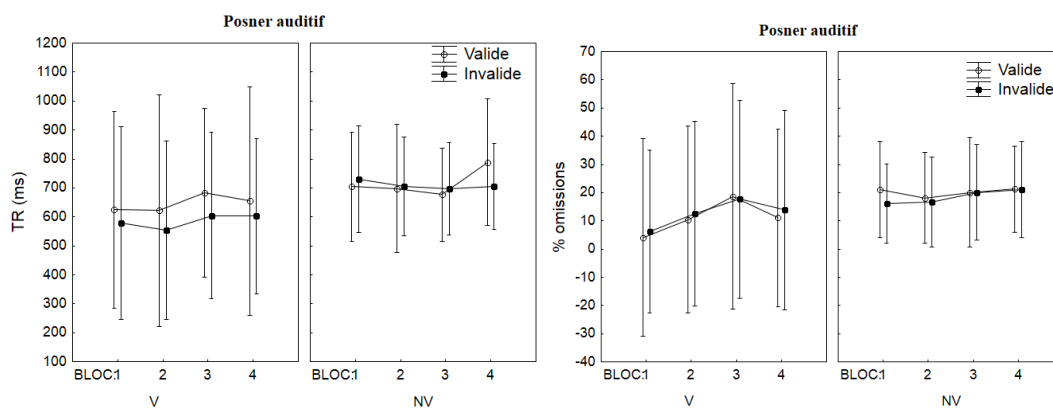 Posner auditif
1200
1100
1000
900
800
700
600
500
400
300
200
100
TR (ms)
Valide
Invalide
BLOC:1 2 3 4
V
BLOC:1 2 3 4
NV
Posner auditif
70
60
50
40
30
20
10
0
-10
-20
-30
-40
% omissions
Valide
Invalide
BLOC:1 2 3 4
V
BLOC:1 2 3 4
NV